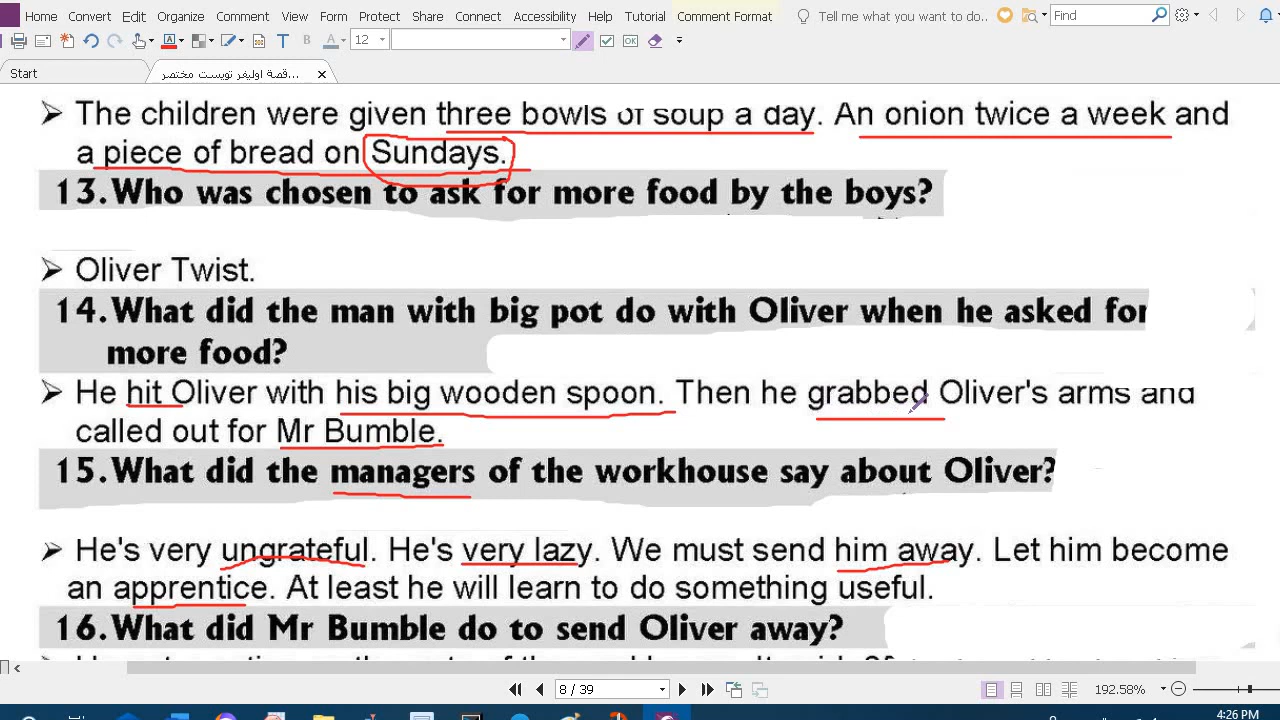 Home Convert Edit Organize Comment View Form Protect Share Connect Accessibility Help Tutorial Comment Format Tell me what you want to do.. Find
T B A 12 OK
Start قصة اوليفر تويست مختصر...
➢ The children were given three bowls of soup a day. An onion twice a week and
a piece of bread on Sundays.
13.Who was chosen to ask for more food by the boys?
➢ Oliver Twist.
14.What did the man with big pot do with Oliver when he asked for
more food?
➢ He hit Oliver with his big wooden spoon. Then he grabbed Oliver's arms and
called out for Mr Bumble.
15.What did the managers of the workhouse say about Oliver?
➢ He's very ungrateful. He's very lazy. We must send him away. Let him become
an apprentice. At least he will learn to do something useful.
16.What did Mr Bumble do to send Oliver away?
8 / 39 192.58%
4:26 PM